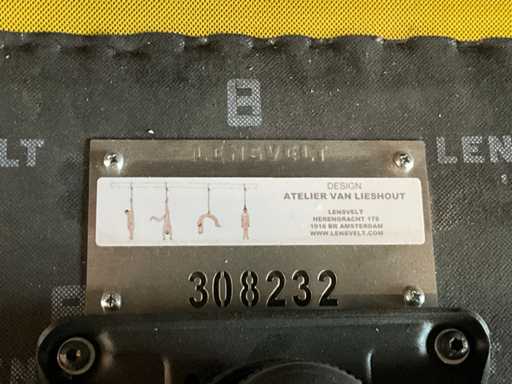 LENSVELT
DESIGN
ATELIER VAN LIESHOUT
LENSVELT
HERENGRACHT 178
1016 BR AMSTERDAM
WWW.LENSVELT.COM
308232